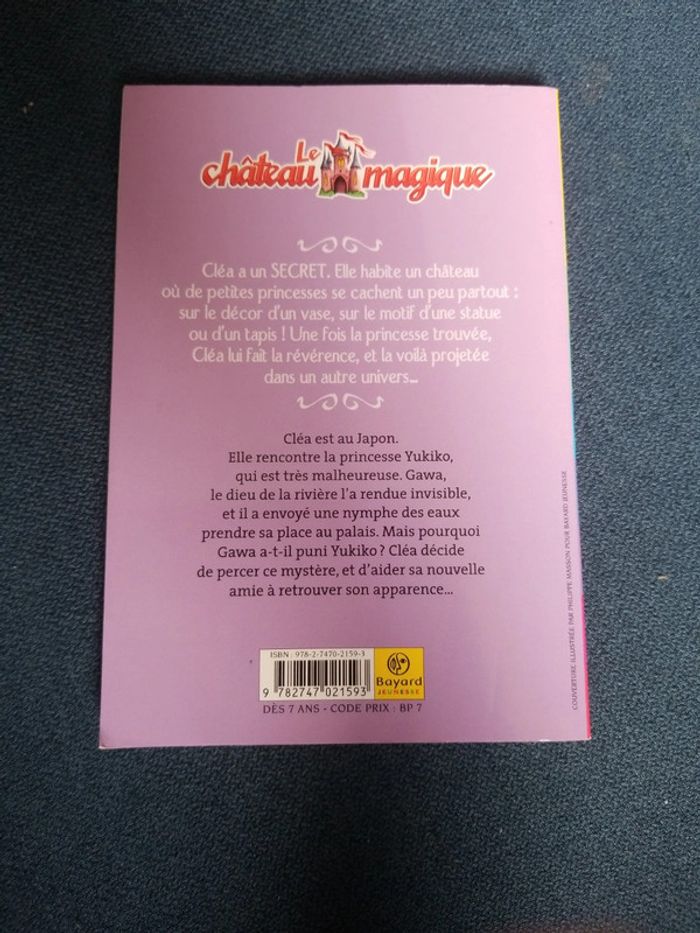 Le
château magique
Cléa a un SECRET. Elle habite un château
où de petites princesses se cachent un peu partout :
sur le décor d'un vase, sur le motif d'une statue
ou d'un tapis ! Une fois la princesse trouvée,
Cléa lui fait la révérence, et la voilà projetée
dans un autre univers...
Cléa est au Japon.
Elle rencontre la princesse Yukiko,
qui est très malheureuse. Gawa,
le dieu de la rivière l'a rendue invisible,
et il a envoyé une nymphe des eaux
prendre sa place au palais. Mais pourquoi
Gawa a-t-il puni Yukiko ? Cléa décide
de percer ce mystère, et d'aider sa nouvelle
amie à retrouver son apparence...
ISBN : 978-2-7470-2159-3
9 782747 021593
Bayard
JEUNESSE
DÈS 7 ANS - CODE PRIX : BP 7
COUVERTURE ILLUSTRÉE PAR PHILIPPE MASSON POUR BAYARD JEUNESSE